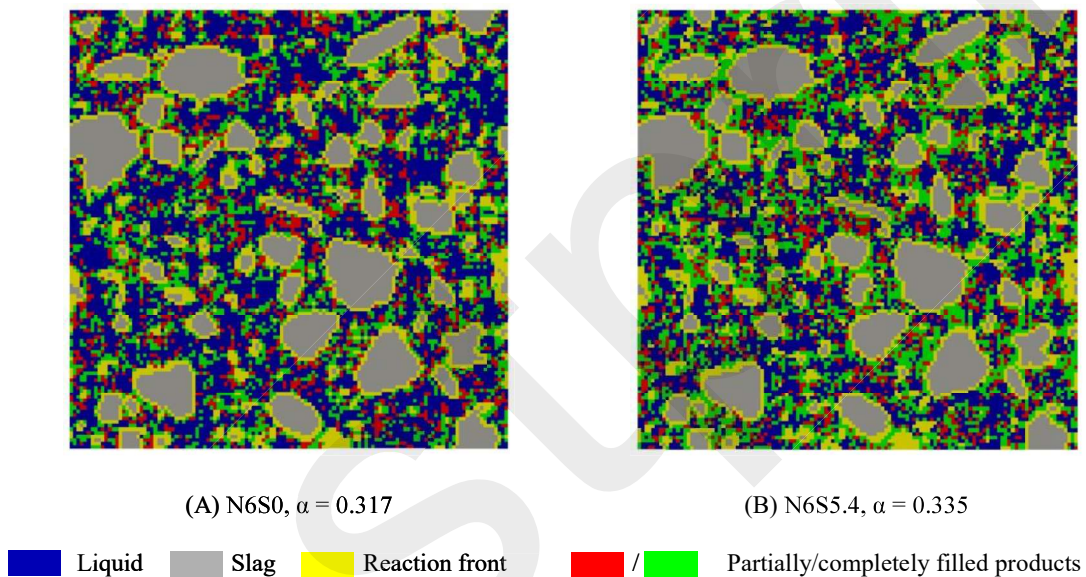 (A) N6S0, α = 0.317
(B) N6S5.4, α = 0.335
Liquid Slag Reaction front / Partially/completely filled products